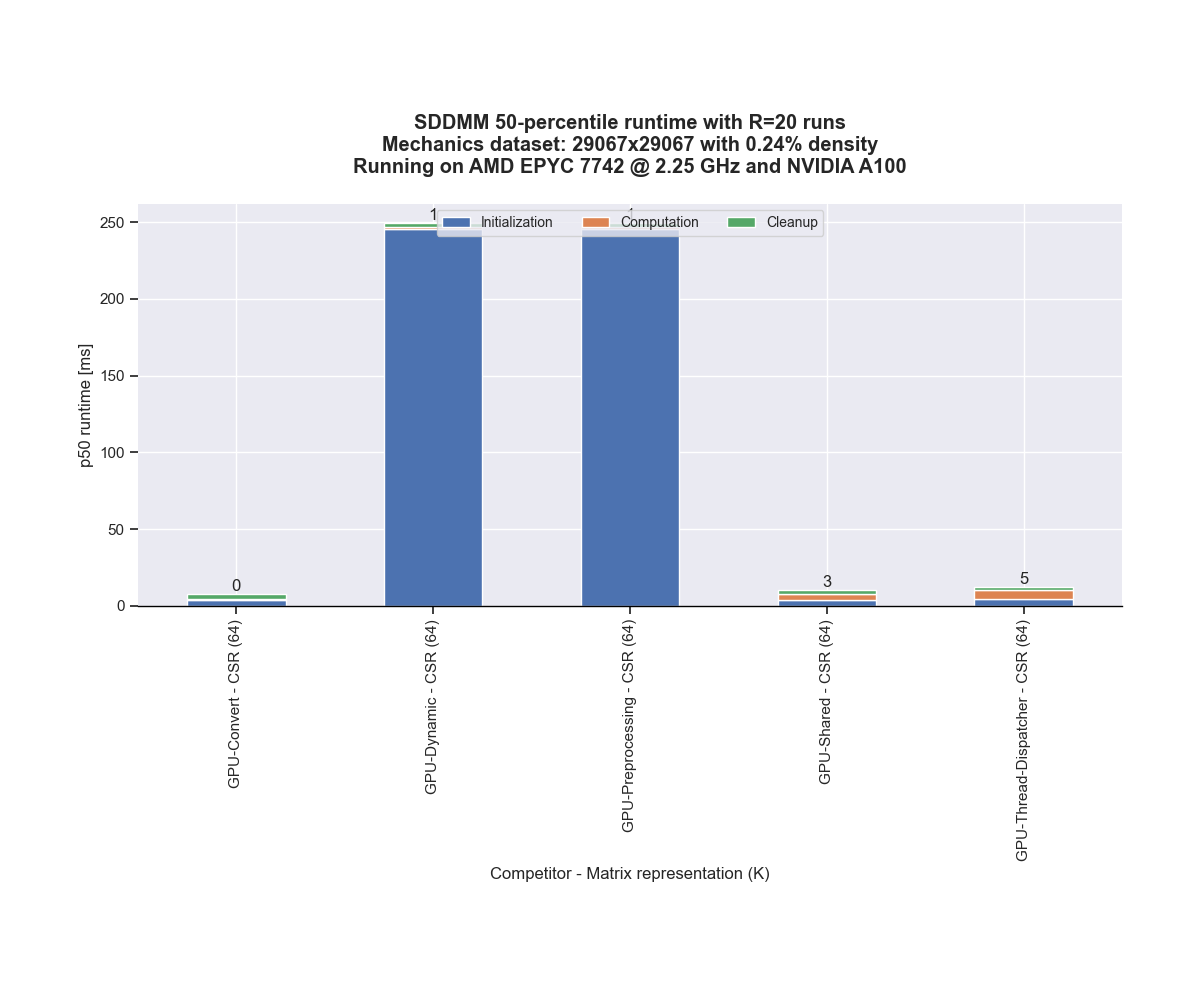 SDDMM 50-percentile runtime with R=20 runs
Mechanics dataset: 29067x29067 with 0.24% density
Running on AMD EPYC 7742 @ 2.25 GHz and NVIDIA A100
Initialization Computation Cleanup
p50 runtime [ms]
250
200
150
100
50
0
0
1
1
3
5
GPU-Convert - CSR (64)
GPU-Dynamic - CSR (64)
GPU-Preprocessing - CSR (64)
GPU-Shared - CSR (64)
GPU-Thread-Dispatcher - CSR (64)
Competitor - Matrix representation (K)